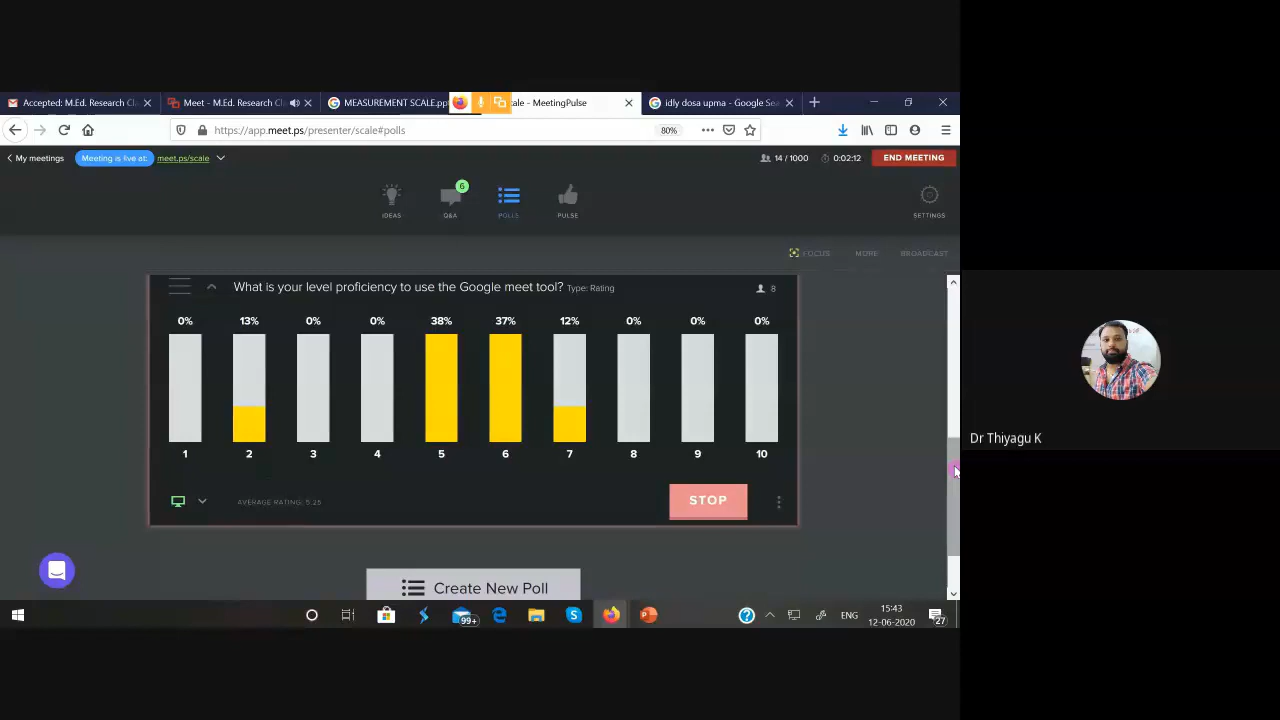 Accepted: M.Ed. Research Cl
Meet - M.Ed. Research C
MEASUREMENT SCALE.pp
ale - MeetingPulse
idly dosa upma - Google Sea
https://app.meet.ps/presenter/scale#polls
80%
My meetings
Meeting is live at:
meet.ps/scale
14 / 1000
0:02:12
END MEETING
6
IDEAS
Q&A
POLLS
PULSE
SETTINGS
FOCUS
MORE
BROADCAST
What is your level proficiency to use the Google meet tool? Type: Rating
8
0% 13% 0% 0% 38% 37% 12% 0% 0% 0%
1 2 3 4 5 6 7 8 9 10
AVERAGE RATING: 5.25
STOP
Create New Poll
Dr Thiyagu K
99+
ENG
15:43
12-06-2020
27